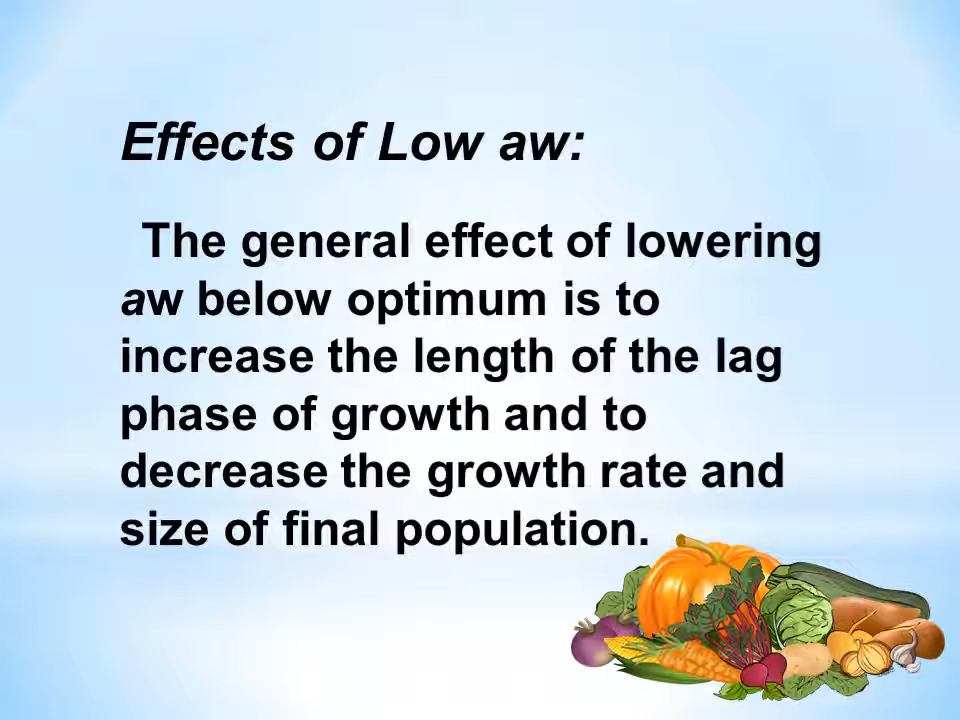 Effects of Low aw:
The general effect of lowering
aw below optimum is to
increase the length of the lag
phase of growth and to
decrease the growth rate and
size of final population.